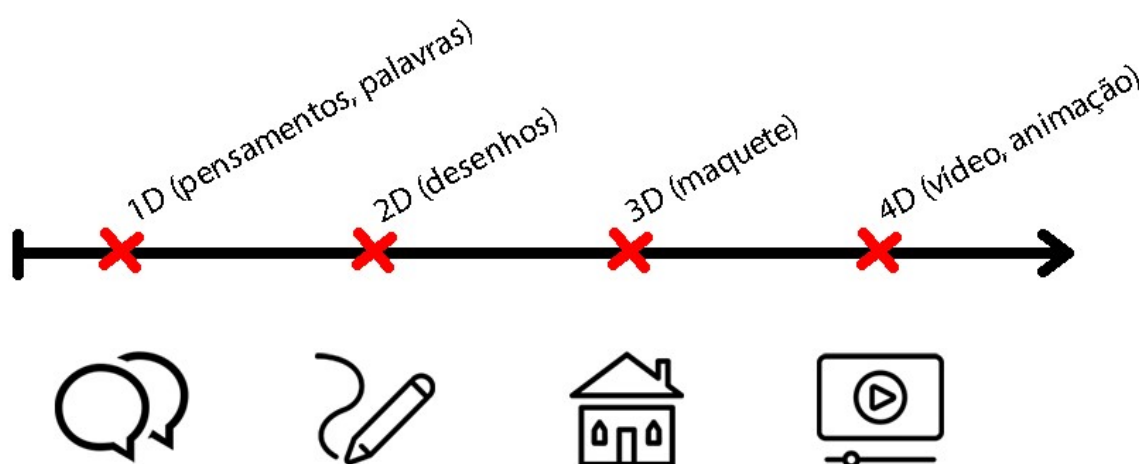 1D (pensamentos, palavras)
2D (desenhos)
3D (maquete)
4D (vídeo, animação)